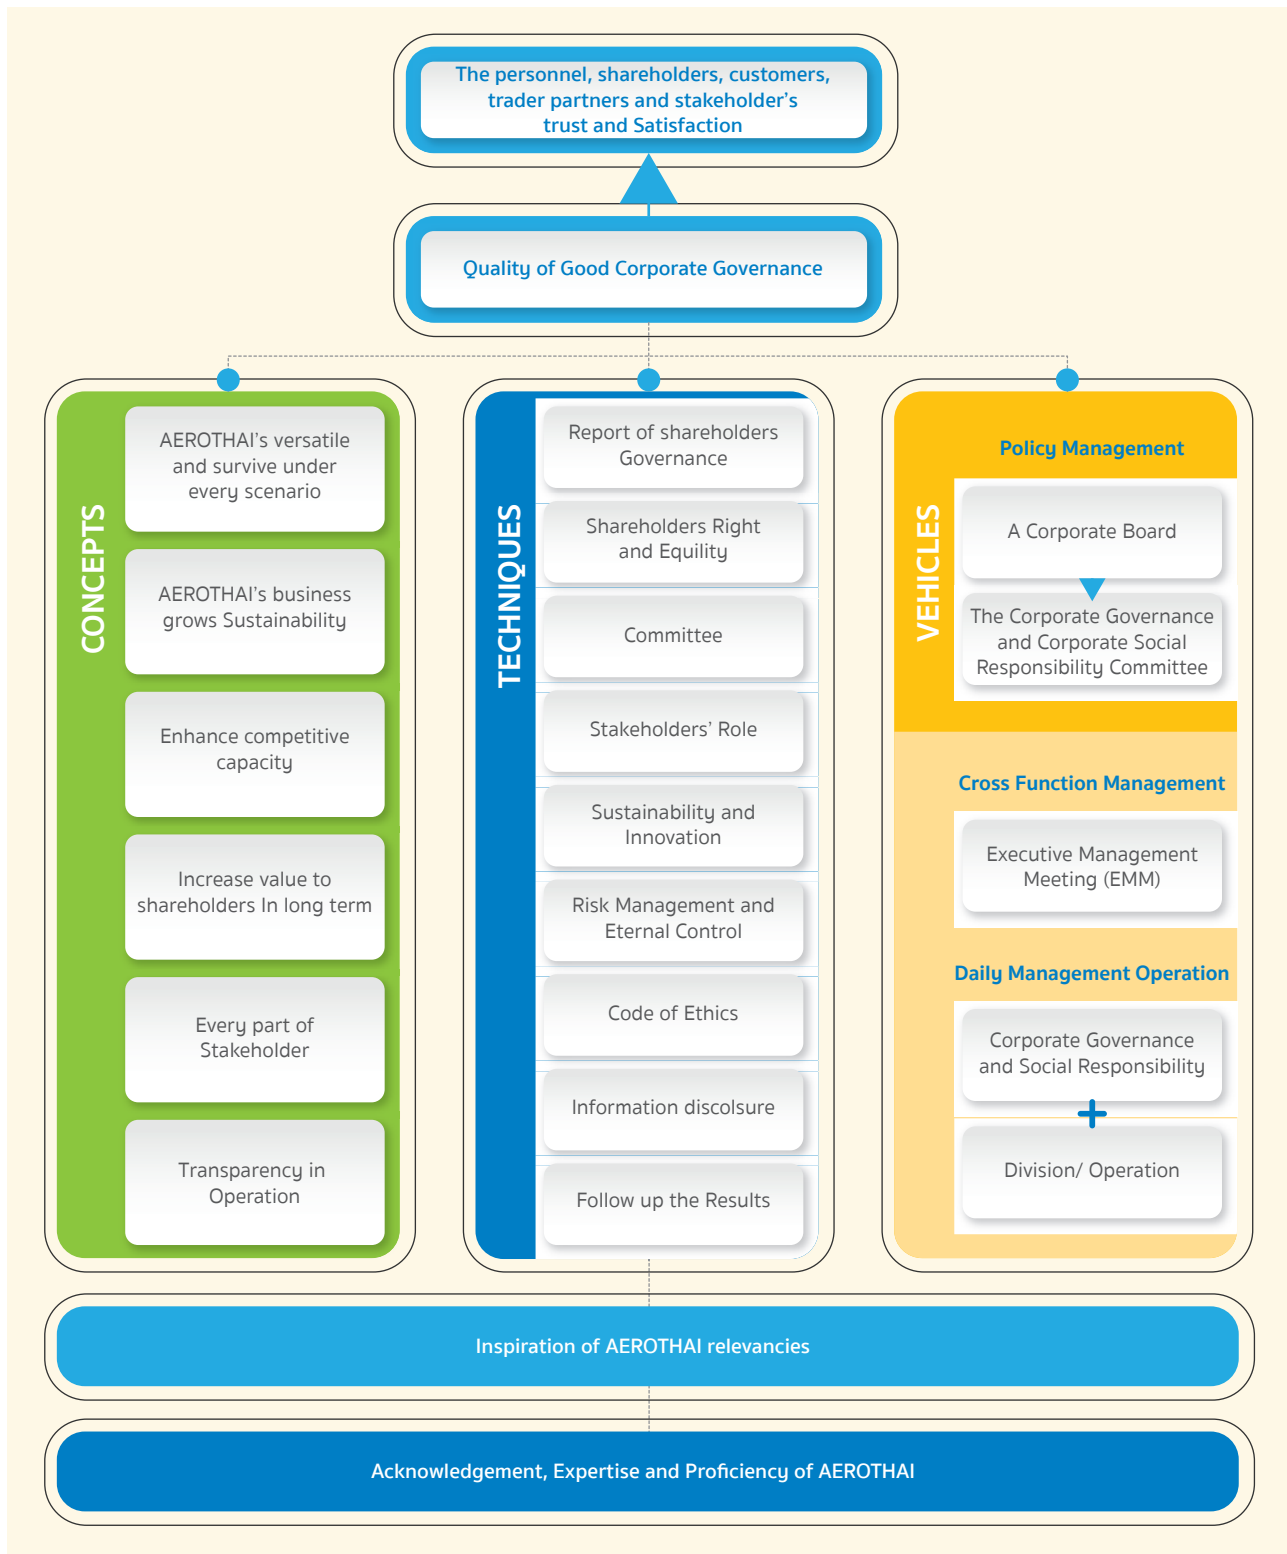 The personnel, shareholders, customers,
trader partners and stakeholder's
trust and Satisfaction
Quality of Good Corporate Governance
CONCEPTS
AEROTHAI's versatile
and survive under
every scenario
AEROTHAI's business
grows Sustainability
Enhance competitive
capacity
Increase value to
shareholders In long term
Every part of
Stakeholder
Transparency in
Operation
TECHNIQUES
Report of shareholders
Governance
Shareholders Right
and Equility
Committee
Stakeholders' Role
Sustainability and
Innovation
Risk Management and
Eternal Control
Code of Ethics
Information discolsure
Follow up the Results
VEHICLES
Policy Management
A Corporate Board
The Corporate Governance
and Corporate Social
Responsibility Committee
Cross Function Management
Executive Management
Meeting (EMM)
Daily Management Operation
Corporate Governance
and Social Responsibility
+
Division/ Operation
Inspiration of AEROTHAI relevancies
Acknowledgement, Expertise and Proficiency of AEROTHAI